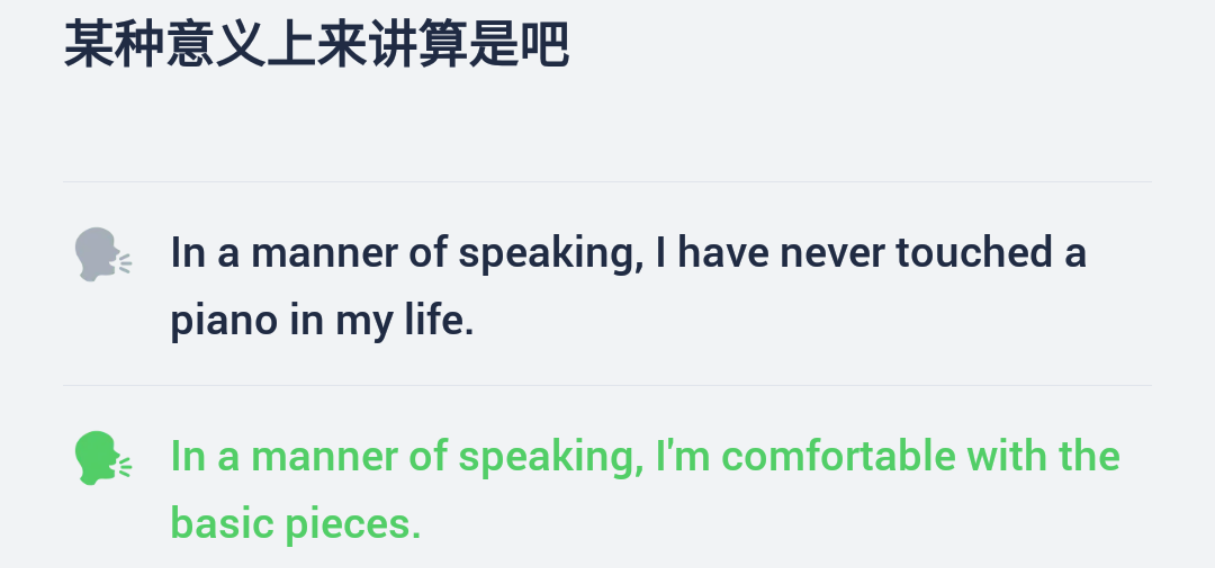 某种意义上来讲算是吧
In a manner of speaking, I have never touched a
piano in my life.
In a manner of speaking, I'm comfortable with the
basic pieces.